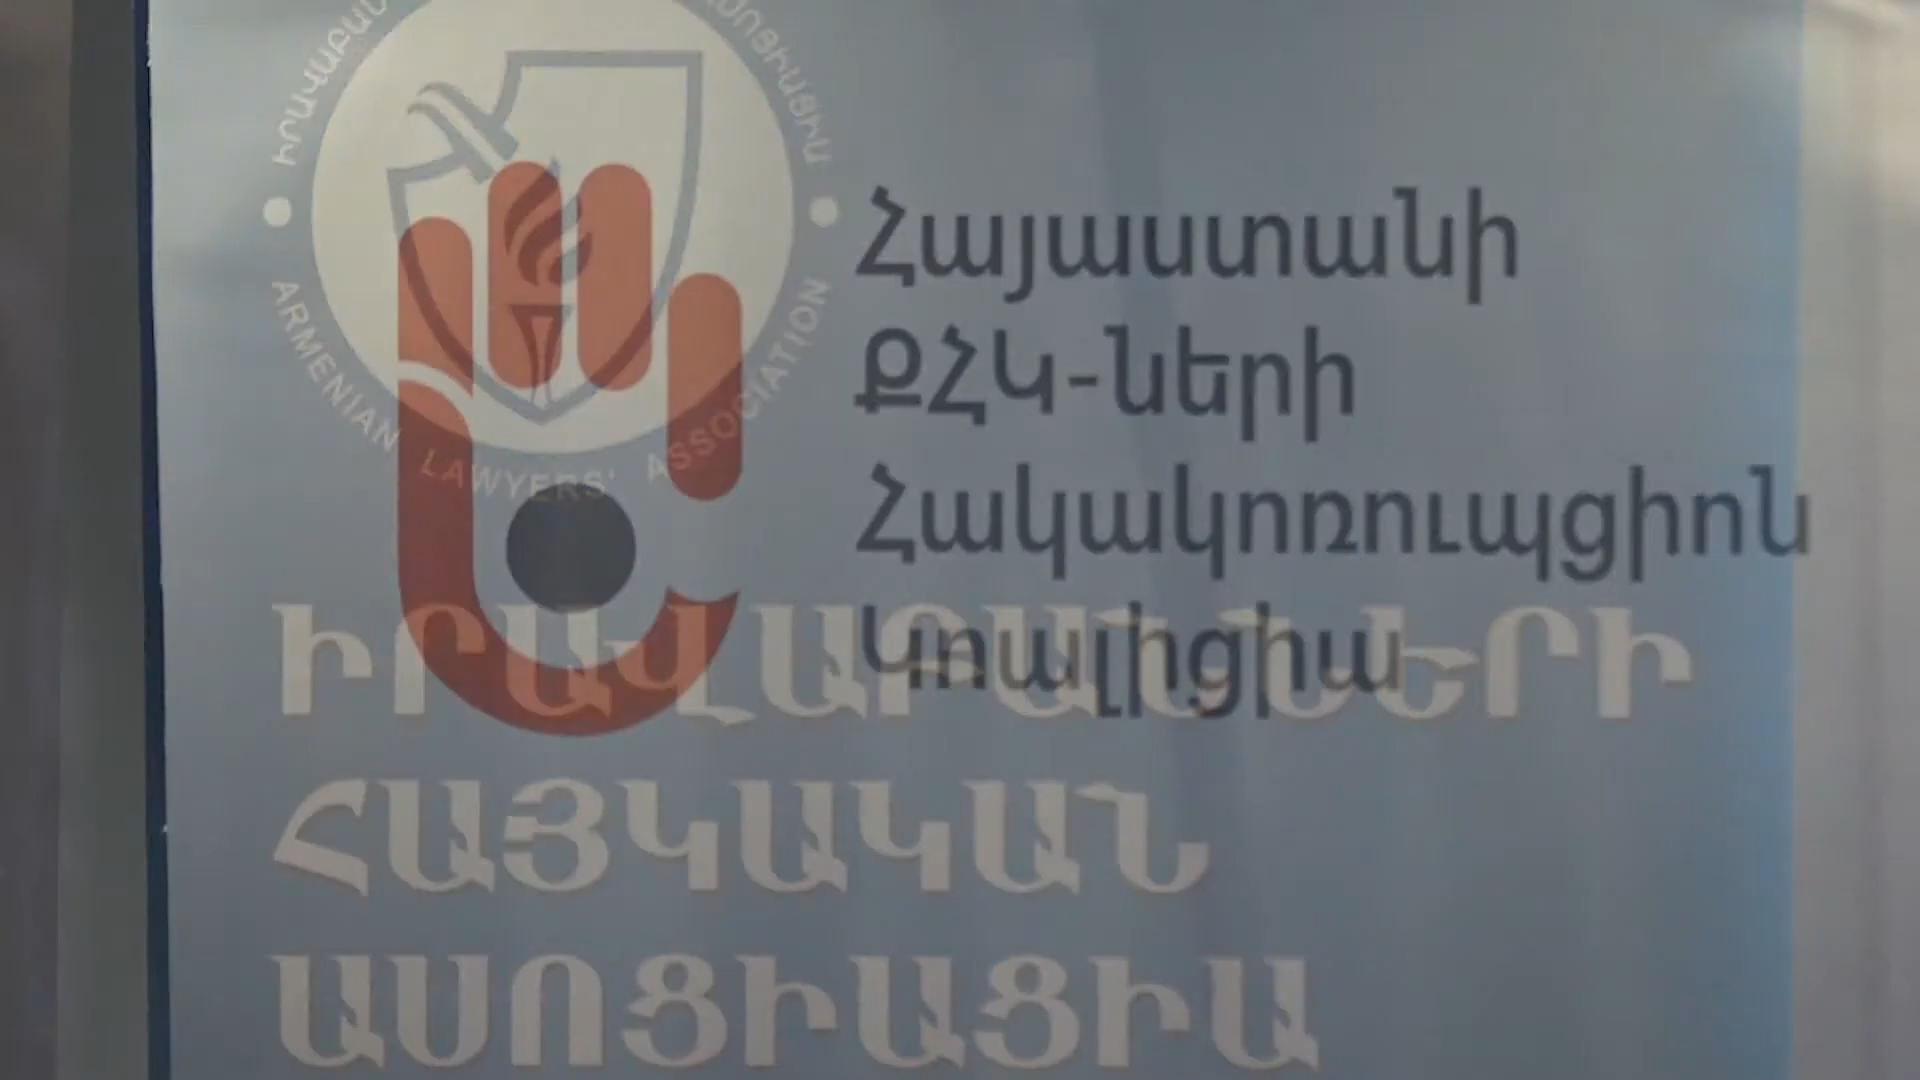 ARMENIAN LAWYERS' ASSOCIATION
Հայաստանի
ՔՀԿ-ների
Հակակոռուպցիոն
Կոալիցիա
ԻՐԱՎԱԲԱՆՆԵՐԻ
ՀԱՅԿԱԿԱՆ
ԱՍՈՑԻԱՑԻԱ